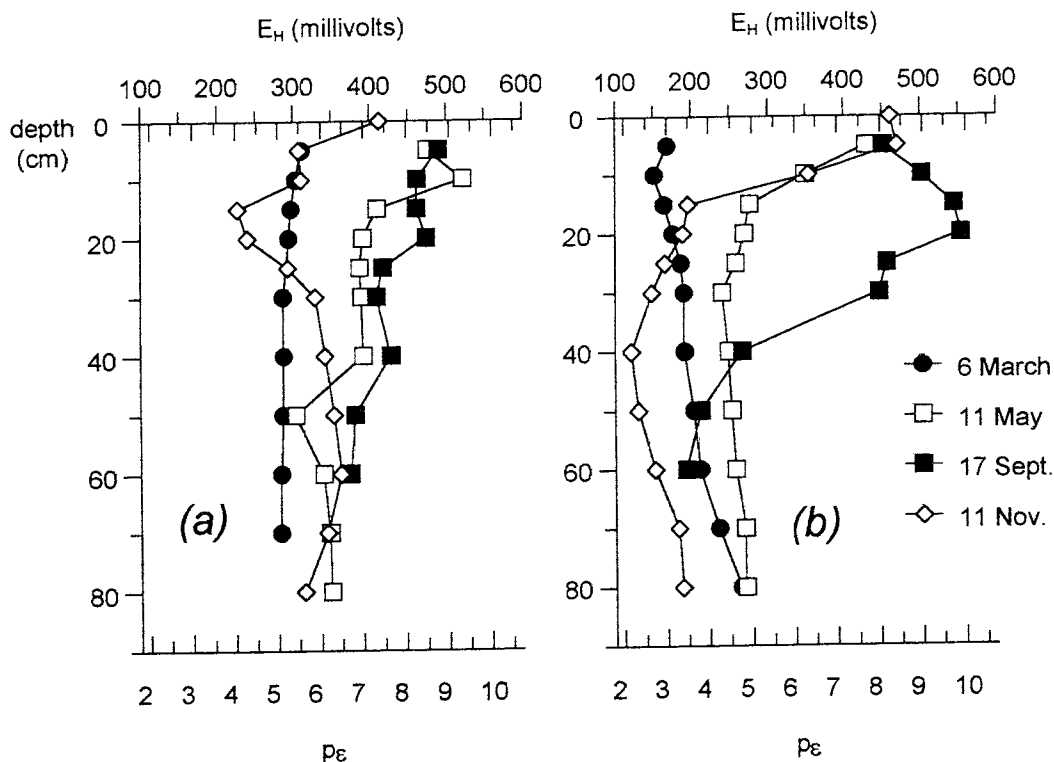 E_H (millivolts)
100 200 300 400 500 600
depth
(cm)
0
20
40
60
80
(a)
2 3 4 5 6 7 8 9 10
pε
E_H (millivolts)
100 200 300 400 500 600
0
20
40
60
80
6 March
11 May
17 Sept.
11 Nov.
(b)
2 3 4 5 6 7 8 9 10
pε